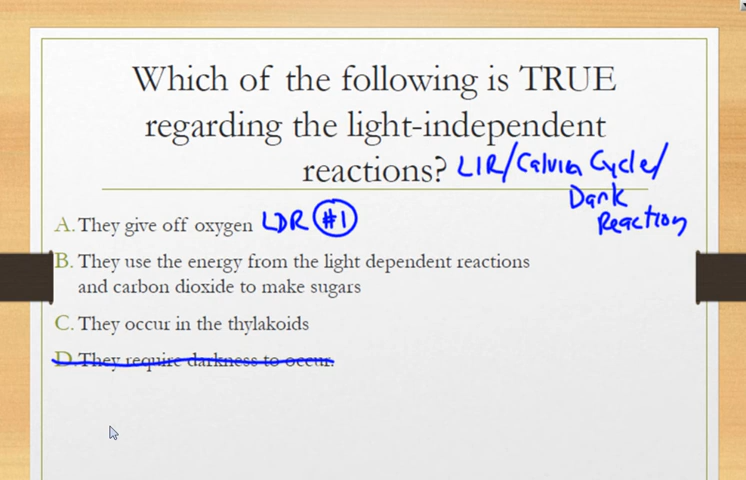 Which of the following is TRUE
regarding the light-independent
reactions? LIR/Calvin Cycle/
Dark
Reaction
A. They give off oxygen LDR #1
B. They use the energy from the light dependent reactions
and carbon dioxide to make sugars
C. They occur in the thylakoids
D. They require darkness to occur.